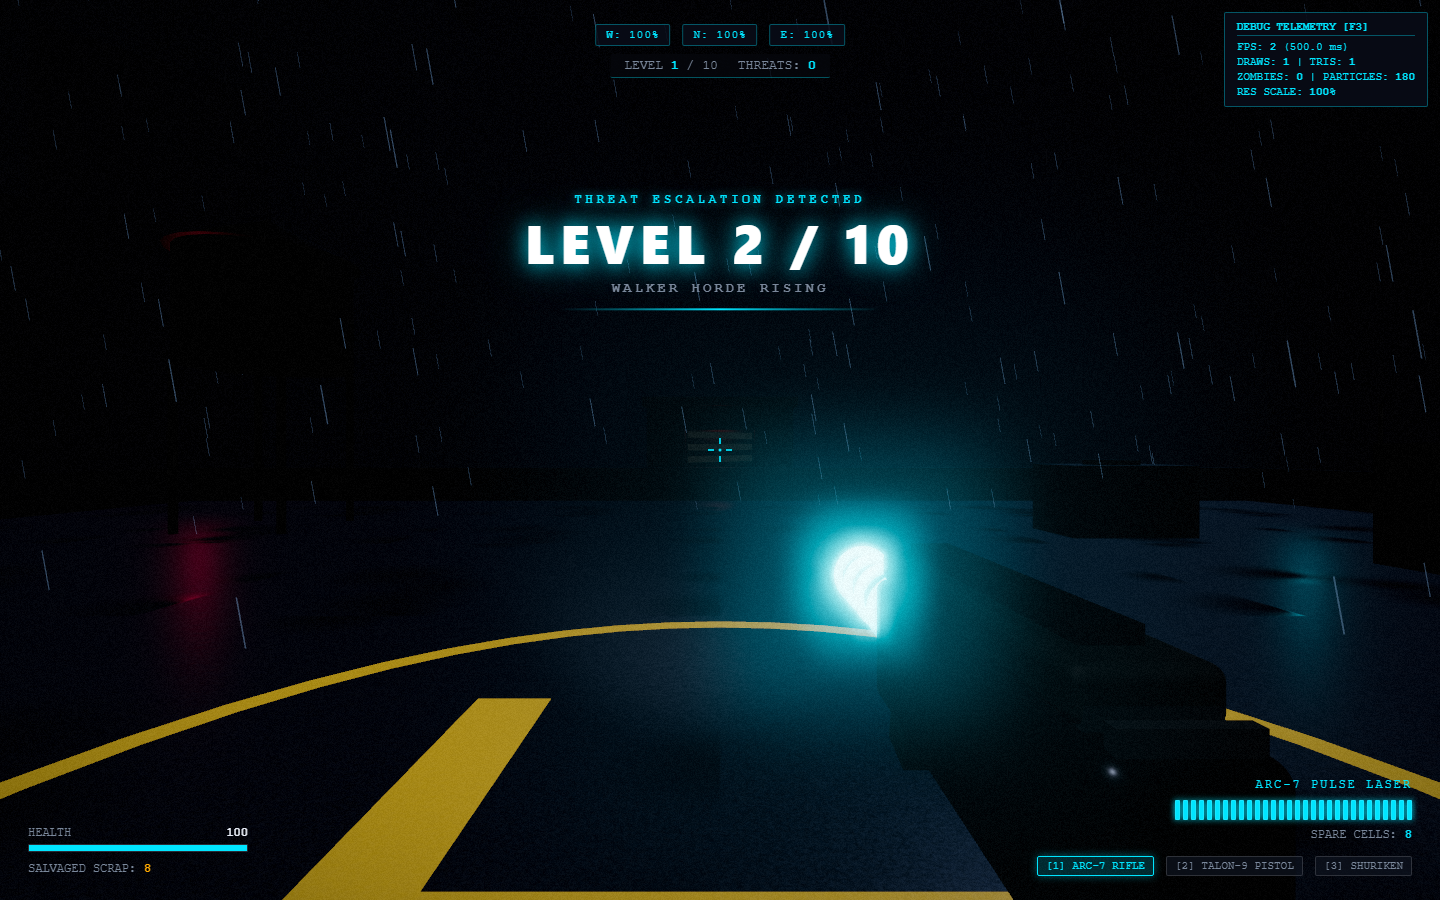 W: 100%
N: 100%
E: 100%
LEVEL 1 / 10 THREATS: 0
DEBUG TELEMETRY [F3]
FPS: 2 (500.0 ms)
DRAWS: 1 | TRIS: 1
ZOMBIES: 0 | PARTICLES: 180
RES SCALE: 100%
THREAT ESCALATION DETECTED
LEVEL 2 / 10
WALKER HORDE RISING
HEALTH 100
SALVAGED SCRAP: 8
ARC-7 PULSE LASER
SPARE CELLS: 8
[1] ARC-7 RIFLE
[2] TALON-9 PISTOL
[3] SHURIKEN